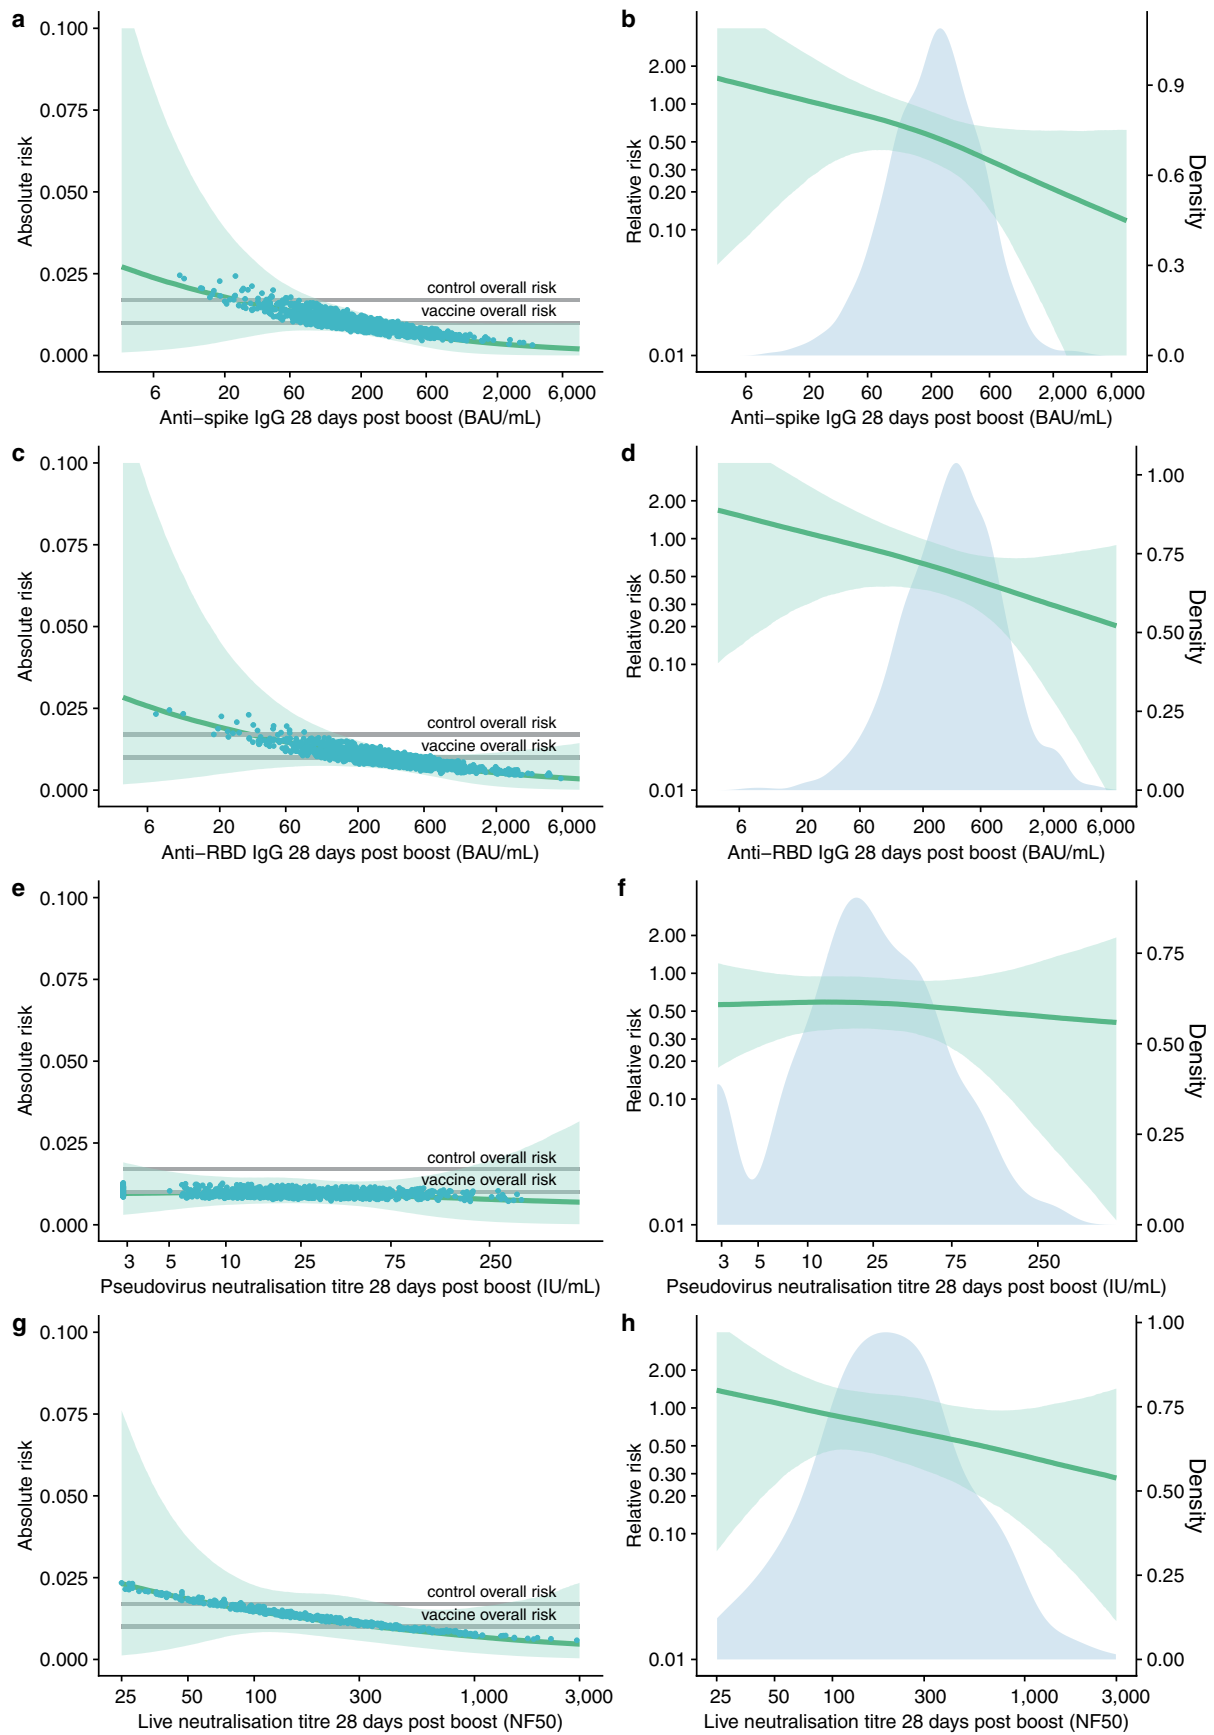 a
0.100
0.075
0.050
0.025
0.000
Absolute risk
control overall risk
vaccine overall risk
6 20 60 200 600 2,000 6,000
Anti−spike IgG 28 days post boost (BAU/mL)
b
2.00
1.00
0.50
0.30
0.20
0.10
0.01
Relative risk
0.9
0.6
0.3
0.0
Density
6 20 60 200 600 2,000 6,000
Anti−spike IgG 28 days post boost (BAU/mL)
c
0.100
0.075
0.050
0.025
0.000
Absolute risk
control overall risk
vaccine overall risk
6 20 60 200 600 2,000 6,000
Anti−RBD IgG 28 days post boost (BAU/mL)
d
2.00
1.00
0.50
0.30
0.20
0.10
0.01
Relative risk
1.00
0.75
0.50
0.25
0.00
Density
6 20 60 200 600 2,000 6,000
Anti−RBD IgG 28 days post boost (BAU/mL)
e
0.100
0.075
0.050
0.025
0.000
Absolute risk
control overall risk
vaccine overall risk
3 5 10 25 75 250
Pseudovirus neutralisation titre 28 days post boost (IU/mL)
f
2.00
1.00
0.50
0.30
0.20
0.10
0.01
Relative risk
0.75
0.50
0.25
0.00
Density
3 5 10 25 75 250
Pseudovirus neutralisation titre 28 days post boost (IU/mL)
g
0.100
0.075
0.050
0.025
0.000
Absolute risk
control overall risk
vaccine overall risk
25 50 100 300 1,000 3,000
Live neutralisation titre 28 days post boost (NF50)
h
2.00
1.00
0.50
0.30
0.20
0.10
0.01
Relative risk
1.00
0.75
0.50
0.25
0.00
Density
25 50 100 300 1,000 3,000
Live neutralisation titre 28 days post boost (NF50)